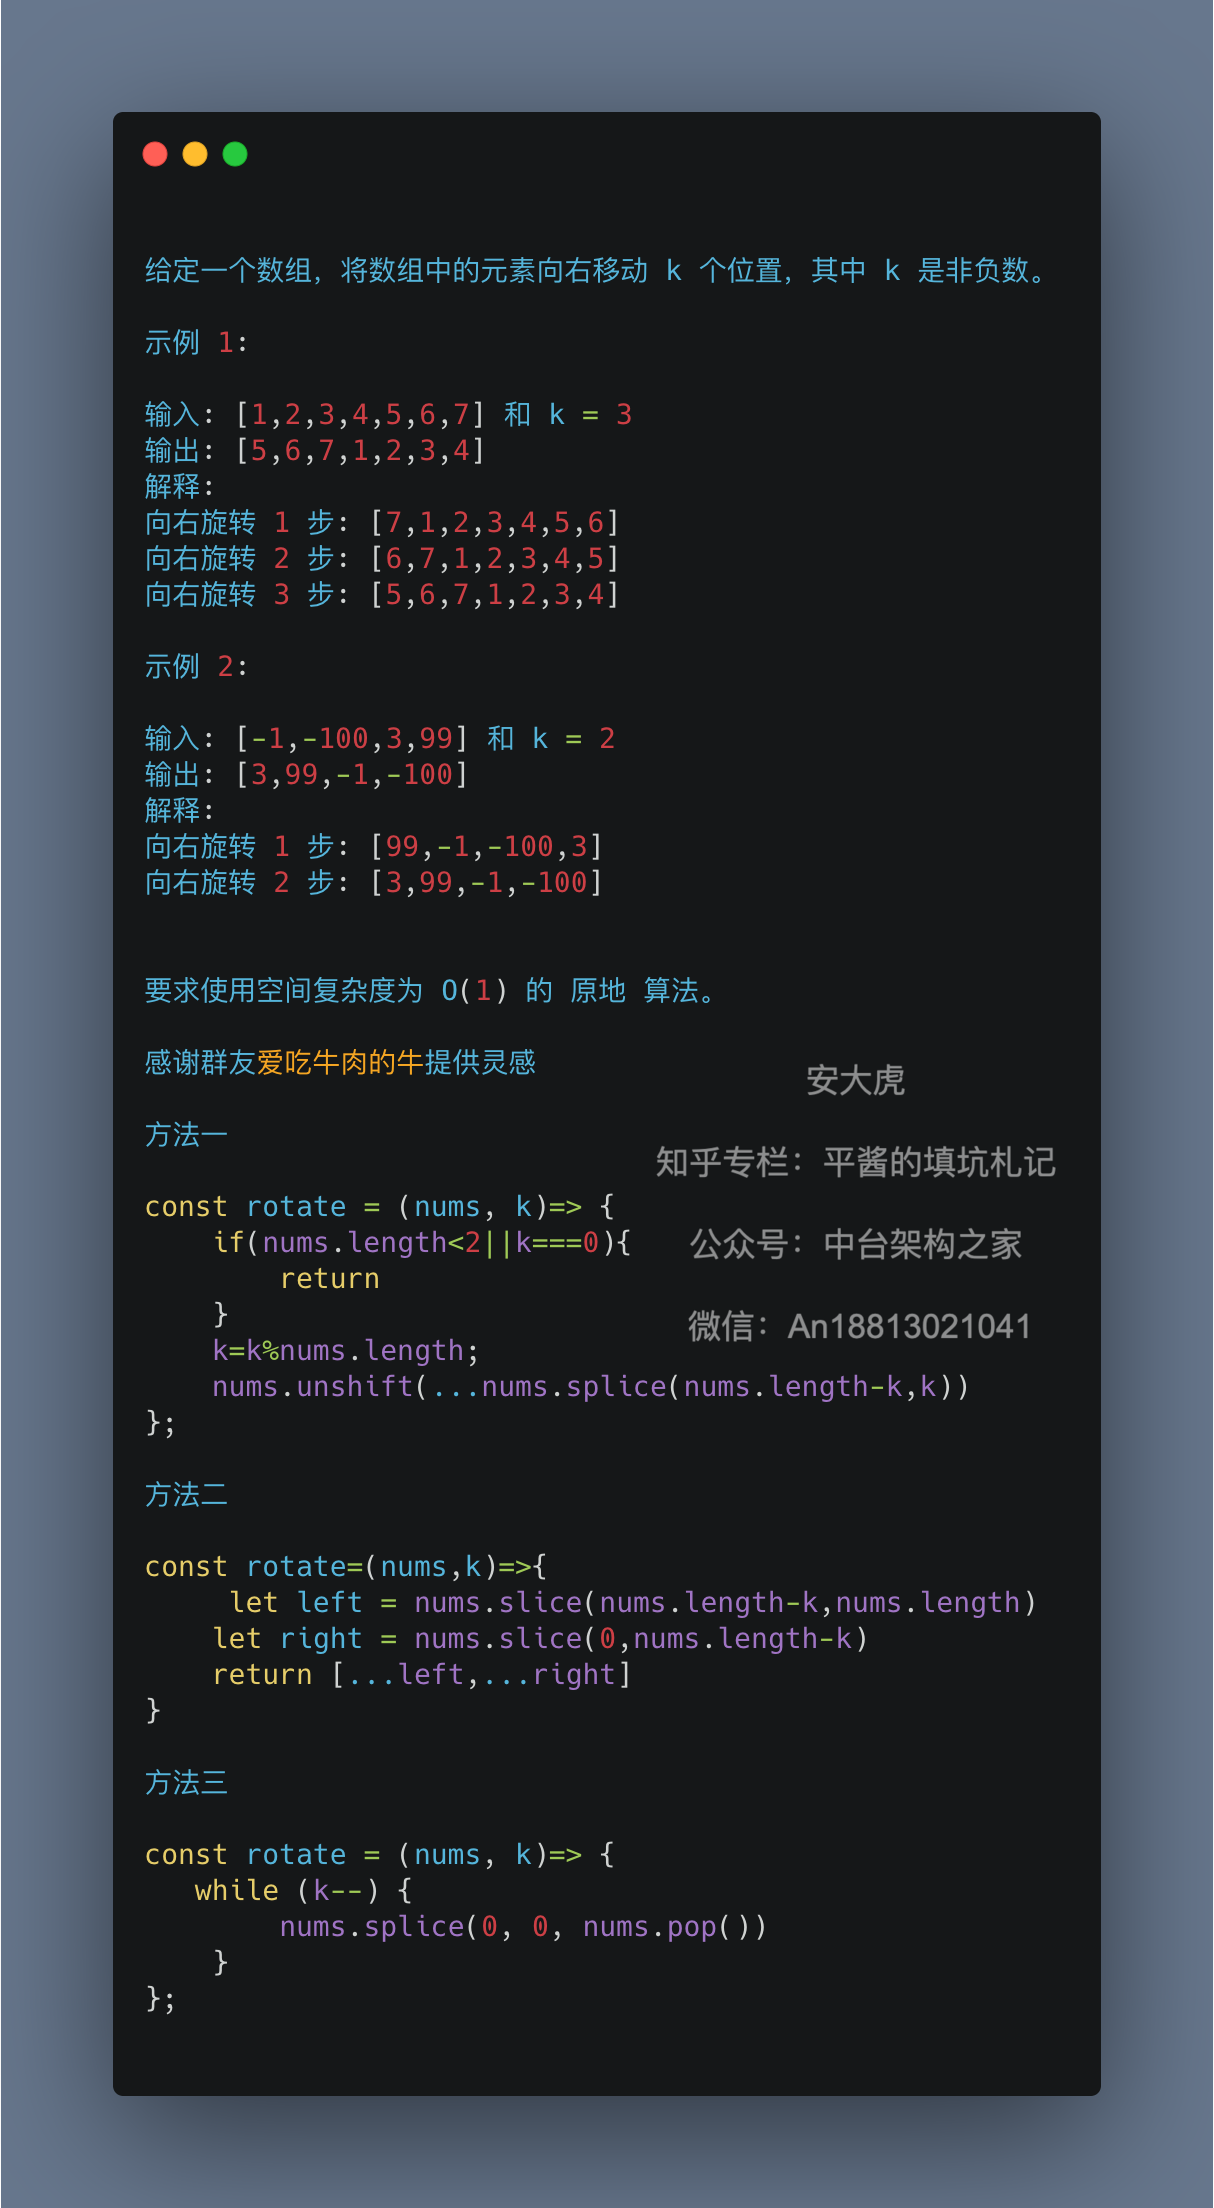 给定一个数组，将数组中的元素向右移动 k 个位置，其中 k 是非负数。
示例 1:
输入: [1,2,3,4,5,6,7] 和 k = 3
输出: [5,6,7,1,2,3,4]
解释:
向右旋转 1 步: [7,1,2,3,4,5,6]
向右旋转 2 步: [6,7,1,2,3,4,5]
向右旋转 3 步: [5,6,7,1,2,3,4]
示例 2:
输入: [-1,-100,3,99] 和 k = 2
输出: [3,99,-1,-100]
解释:
向右旋转 1 步: [99,-1,-100,3]
向右旋转 2 步: [3,99,-1,-100]
要求使用空间复杂度为 O(1) 的 原地 算法。
感谢群友爱吃牛肉的牛提供灵感
安大虎
方法一
知乎专栏：平酱的填坑札记
const rotate = (nums, k)=> {
if(nums.length<2||k===0){
公众号：中台架构之家
return
}
微信：An18813021041
k=k%nums.length;
nums.unshift(...nums.splice(nums.length-k,k))
};
方法二
const rotate=(nums,k)=>{
let left = nums.slice(nums.length-k,nums.length)
let right = nums.slice(0,nums.length-k)
return [...left,...right]
}
方法三
const rotate = (nums, k)=> {
while (k--) {
nums.splice(0, 0, nums.pop())
}
};